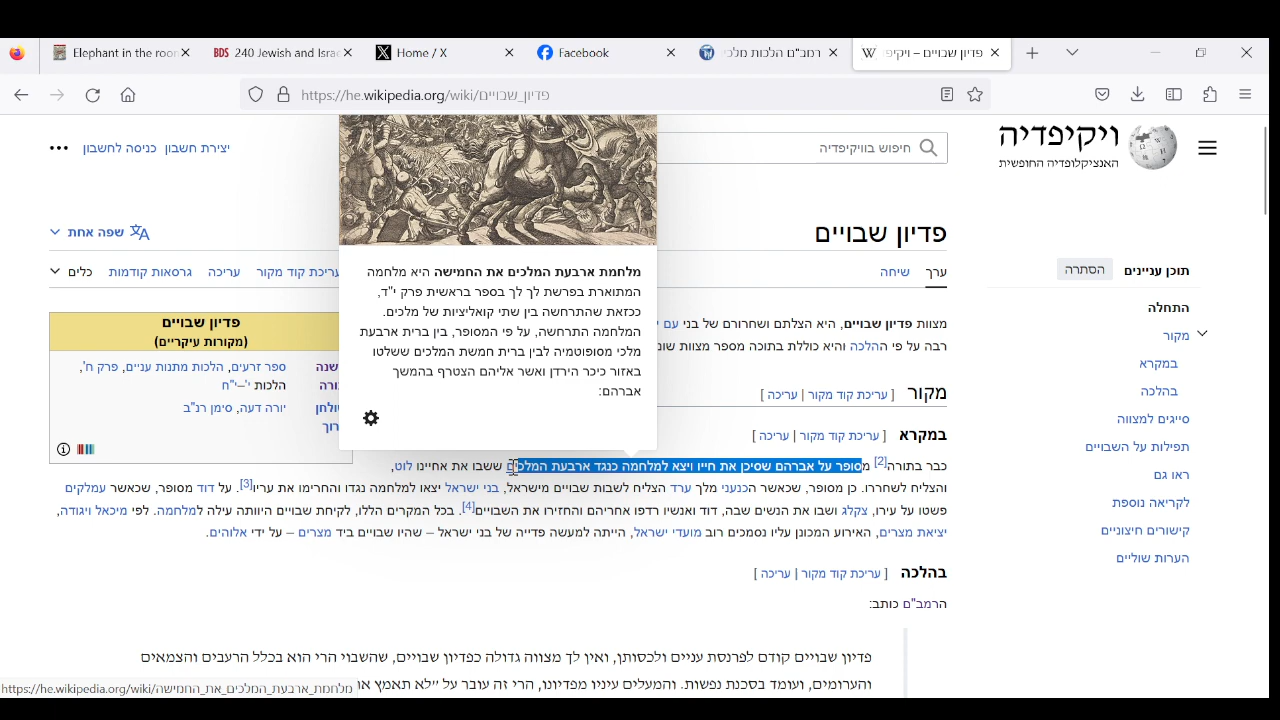 Elephant in the roon
BDS 240 Jewish and Israe
Home / X
Facebook
רמב"ם הלכות מלכי
פדיון שבויים – ויקיפ
https://he.wikipedia.org/wiki/פדיון_שבויים
ויקיפדיה
האנציקלופדיה החופשית
חיפוש בוויקיפדיה
יצירת חשבון כניסה לחשבון
פדיון שבויים
שפה אחת
תוכן עניינים הסתרה
התחלה
מקור
במקרא
בהלכה
סייגים למצווה
תפילות על השבויים
ראו גם
לקריאה נוספת
קישורים חיצוניים
הערות שוליים
ערך שיחה
עריכת קוד מקור עריכה גרסאות קודמות כלים
מצוות פדיון שבויים, היא הצלתם ושחרורם של בני עם
רבה על פי ההלכה והיא כוללת בתוכה מספר מצוות
מקור [ עריכת קוד מקור | עריכה ]
במקרא [ עריכת קוד מקור | עריכה ]
כבר בתורה[2] מסופר על אברהם שסיכן את חייו ויצא למלחמה כנגד ארבעת המלכים ששבו את אחיינו לוט,
והצליח לשחררו. כן מסופר, שכאשר הכנעני מלך ערד הצליח לשבות שבויים מישראל, בני ישראל יצאו למלחמה נגדו והחרימו את עריו[3]. על דוד מסופר, שכאשר עמלקים
פשטו על עירו, צקלג ושבו את הנשים שבה, דוד ואנשיו רדפו אחריהם והחזירו את השבויים[4]. בכל המקרים הללו, לקיחת שבויים היוותה עילה למלחמה. לפי מיכאל ויגודה,
יציאת מצרים, האירוע המכונן עליו נסמכים רוב מועדי ישראל, הייתה למעשה פדייה של בני ישראל – שהיו שבויים ביד מצרים – על ידי אלוהים.
בהלכה [ עריכת קוד מקור | עריכה ]
הרמב"ם כותב:
פדיון שבויים קודם לפרנסת עניים ולכסותן, ואין לך מצווה גדולה כפדיון שבויים, שהשבוי הרי הוא בכלל הרעבים והצמאים
והערומים, ועומד בסכנת נפשות. והמעלים עיניו מפדיונו, הרי זה עובר על "לא תאמץ
מלחמת ארבעת המלכים את החמישה היא מלחמה
המתוארת בפרשת לך לך בספר בראשית פרק י"ד,
ככזאת שהתרחשה בין שתי קואליציות של מלכים.
המלחמה התרחשה, על פי המסופר, בין ברית ארבעת
מלכי מסופוטמיה לבין ברית חמשת המלכים ששלטו
באזור כיכר הירדן ואשר אליהם הצטרף בהמשך
אברהם:
פדיון שבויים
(מקורות עיקריים)
שנה
ורה ספר זרעים, הלכות מתנות עניים, פרק ח',
הלכות י'–י"ח
ולחן
רוך יורה דעה, סימן רנ"ב
https://he.wikipedia.org/wiki/מלחמת_ארבעת_המלכים_את_החמישה